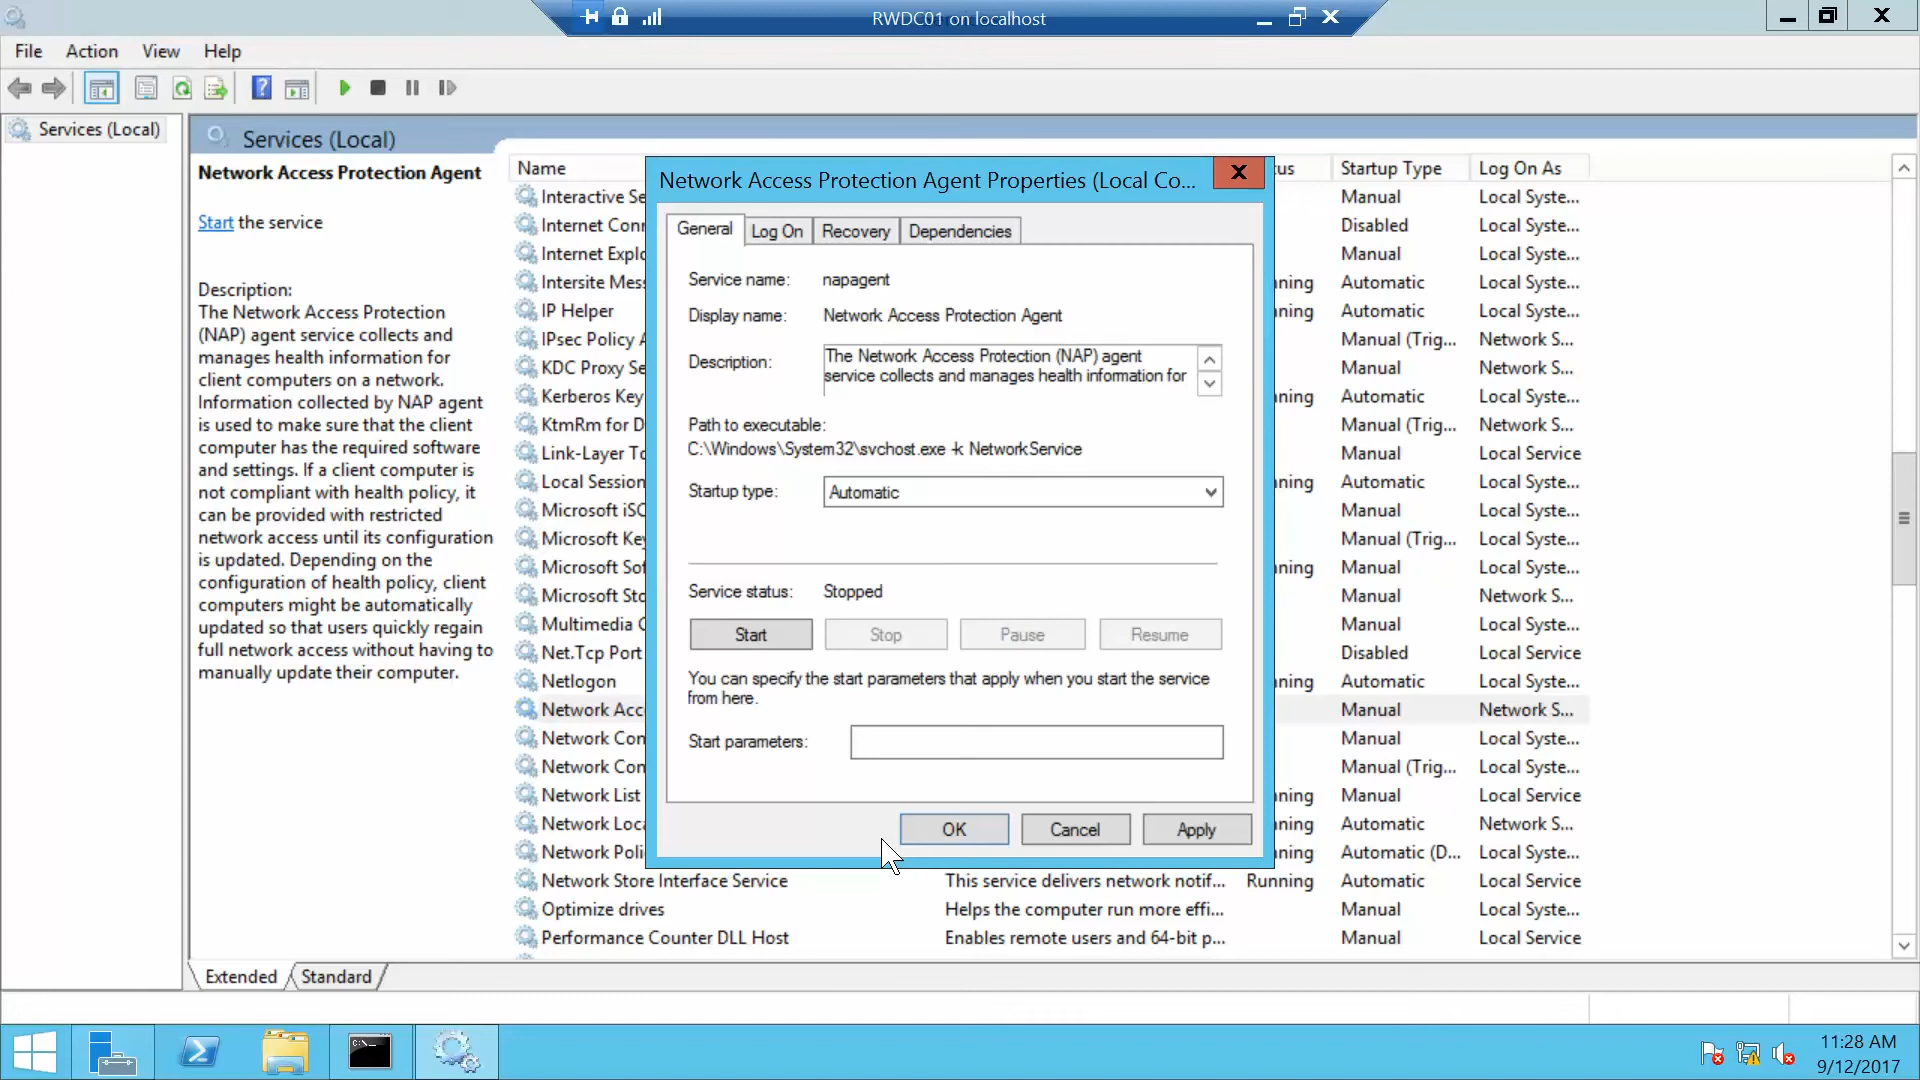 RWDC01 on localhost
File Action View Help
Services (Local)
Services (Local)
Network Access Protection Agent
Start the service
Description:
The Network Access Protection
(NAP) agent service collects and
manages health information for
client computers on a network.
Information collected by NAP agent
is used to make sure that the client
computer has the required software
and settings. If a client computer is
not compliant with health policy, it
can be provided with restricted
network access until its configuration
is updated. Depending on the
configuration of health policy, client
computers might be automatically
updated so that users quickly regain
full network access without having to
manually update their computer.
Name tus Startup Type Log On As
Interactive Se Manual Local Syste...
Internet Conn Disabled Local Syste...
Internet Explo Manual Local Syste...
Intersite Mess nning Automatic Local Syste...
IP Helper nning Automatic Local Syste...
IPsec Policy A Manual (Trig... Network S...
KDC Proxy Se Manual Network S...
Kerberos Key nning Automatic Local Syste...
KtmRm for D Manual (Trig... Network S...
Link-Layer To Manual Local Service
Local Session nning Automatic Local Syste...
Microsoft iSC Manual Local Syste...
Microsoft Key Manual (Trig... Local Syste...
Microsoft Sof nning Manual Local Syste...
Microsoft Sto Manual Network S...
Multimedia C Manual Local Syste...
Net.Tcp Port Disabled Local Service
Netlogon nning Automatic Local Syste...
Network Acc Manual Network S...
Network Con Manual Local Syste...
Network Con Manual (Trig... Local Syste...
Network List nning Manual Local Service
Network Loca nning Automatic Network S...
Network Poli nning Automatic (D... Local Syste...
Network Store Interface Service This service delivers network notif... Running Automatic Local Service
Optimize drives Helps the computer run more effi... Manual Local Syste...
Performance Counter DLL Host Enables remote users and 64-bit p... Manual Local Service
Network Access Protection Agent Properties (Local Co...
General Log On Recovery Dependencies
Service name: napagent
Display name: Network Access Protection Agent
Description: The Network Access Protection (NAP) agent
service collects and manages health information for
Path to executable:
C:\Windows\System32\svchost.exe -k NetworkService
Startup type: Automatic
Service status: Stopped
Start Stop Pause Resume
You can specify the start parameters that apply when you start the service
from here.
Start parameters:
OK Cancel Apply
Extended Standard
11:28 AM
9/12/2017